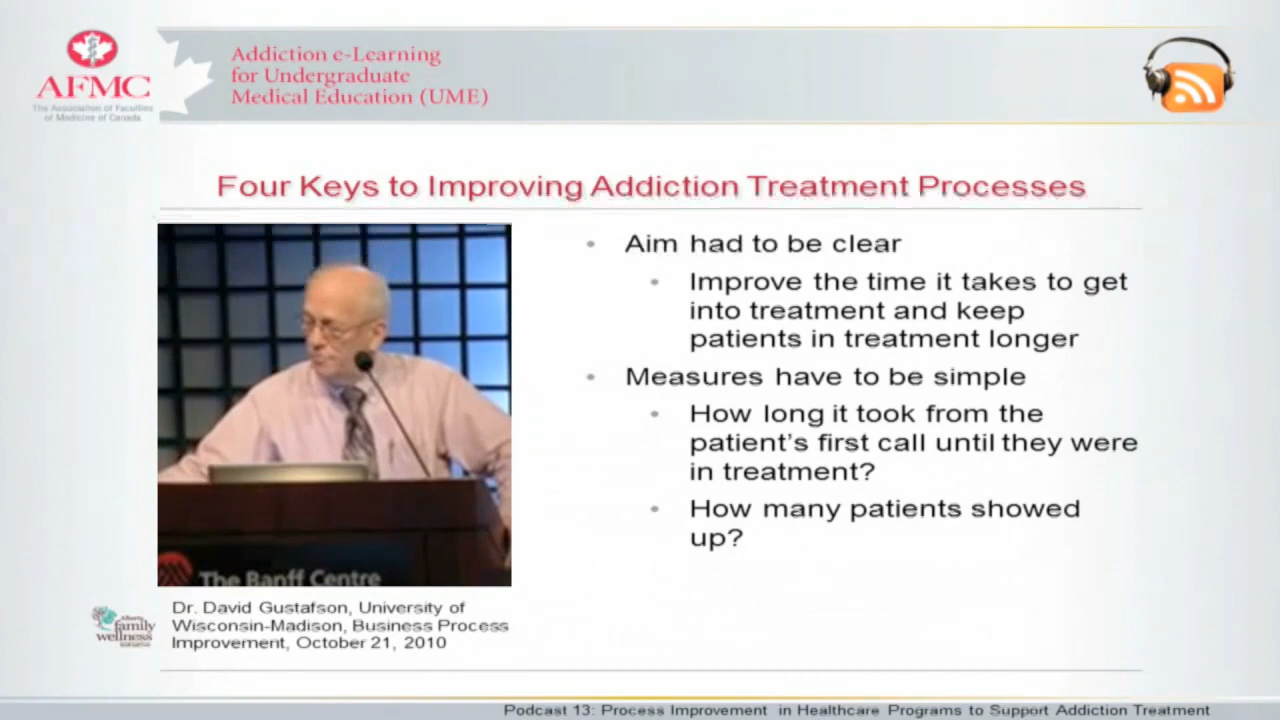 AFMC
The Association of Faculties
of Medicine of Canada
Addiction e-Learning
for Undergraduate
Medical Education (UME)
Four Keys to Improving Addiction Treatment Processes
• Aim had to be clear
• Improve the time it takes to get
into treatment and keep
patients in treatment longer
• Measures have to be simple
• How long it took from the
patient's first call until they were
in treatment?
• How many patients showed
up?
The Banff Centre
Alberta
family
wellness
initiative
Dr. David Gustafson, University of
Wisconsin-Madison, Business Process
Improvement, October 21, 2010
Podcast 13: Process Improvement in Healthcare Programs to Support Addiction Treatment